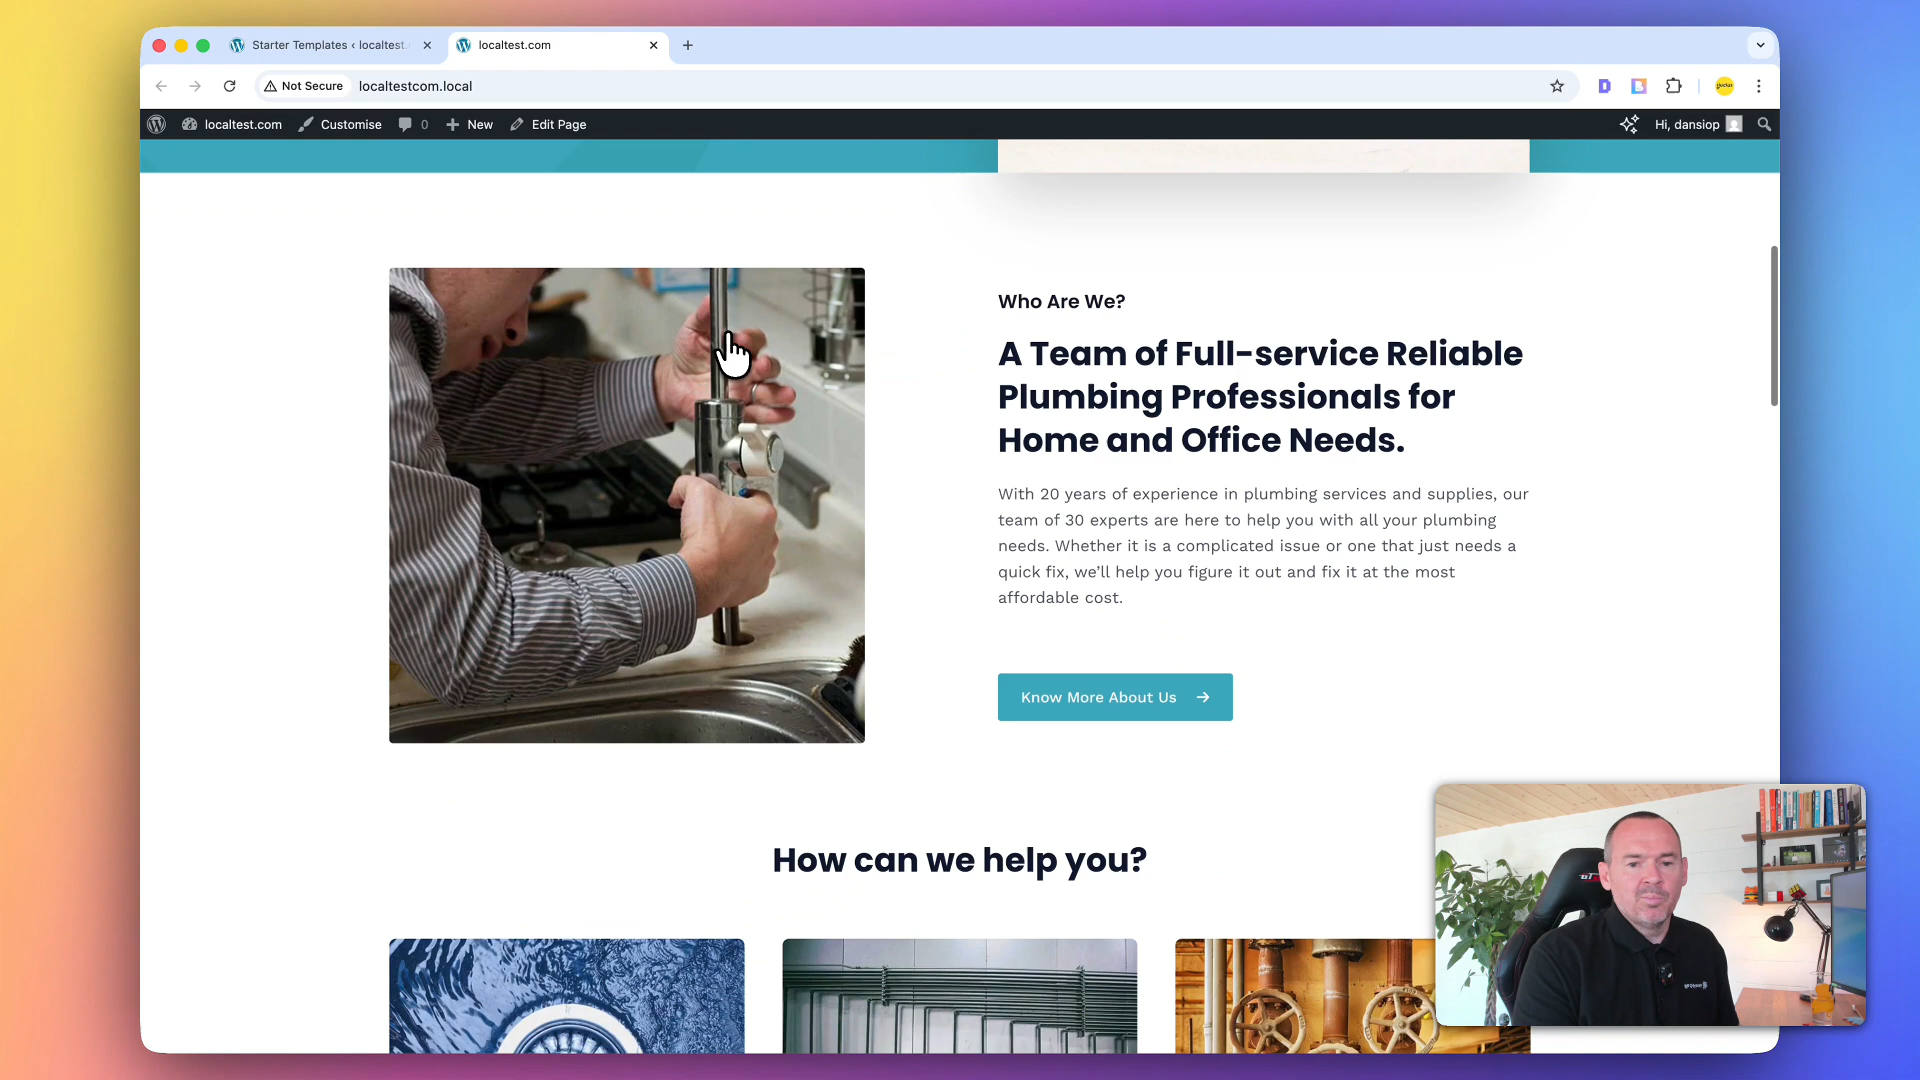 Starter Templates ‹ localtest.
localtest.com
Not Secure
localtestcom.local
localtest.com
Customise
0
New
Edit Page
Hi, dansiop
Who Are We?
A Team of Full-service Reliable
Plumbing Professionals for
Home and Office Needs.
With 20 years of experience in plumbing services and supplies, our
team of 30 experts are here to help you with all your plumbing
needs. Whether it is a complicated issue or one that just needs a
quick fix, we’ll help you figure it out and fix it at the most
affordable cost.
Know More About Us →
How can we help you?